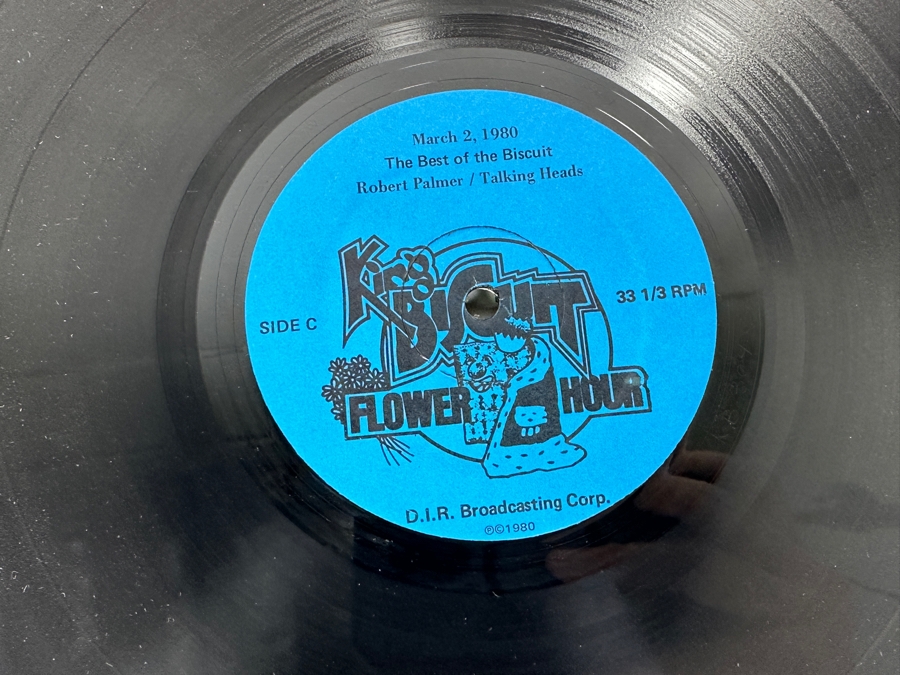 March 2, 1980
The Best of the Biscuit
Robert Palmer / Talking Heads
King
BISCUIT
33 1/3 RPM
SIDE C
FLOWER HOUR
D.I.R. Broadcasting Corp.
℗©1980